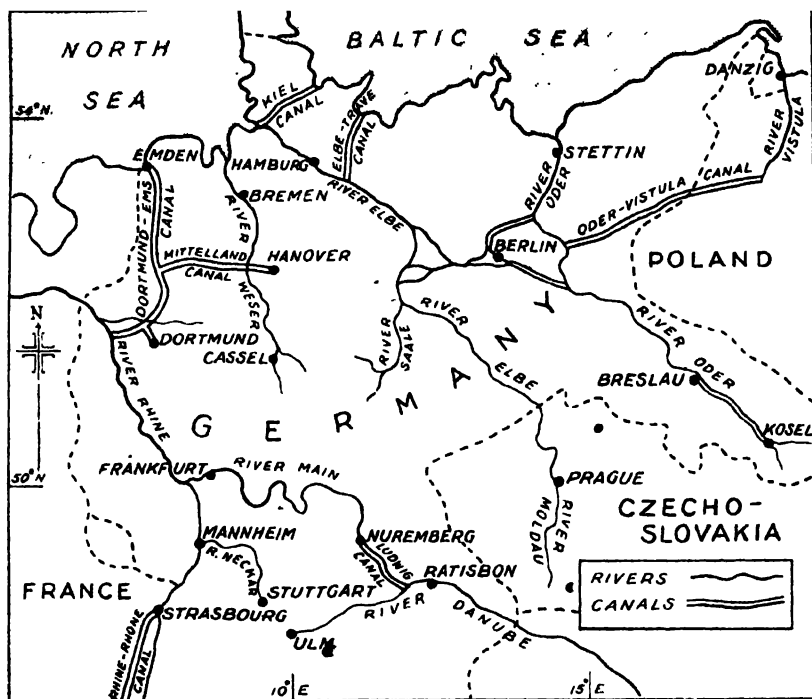 NORTH SEA
BALTIC SEA
DANZIG
54°N.
KIEL CANAL
ELBE-TRAVE CANAL
RIVER VISTULA
EMDEN
HAMBURG
STETTIN
BREMEN
RIVER ELBE
RIVER ODER
ODER-VISTULA CANAL
DORTMUND-EMS CANAL
MITTELLAND CANAL
HANOVER
RIVER WESER
BERLIN
POLAND
N
DORTMUND
CASSEL
RIVER SAALE
RIVER ELBE
RIVER ODER
BRESLAU
KOSEL
RIVER RHINE
GERMANY
50°N
FRANKFURT
RIVER MAIN
PRAGUE
RIVER MOLDAU
CZECHO-
SLOVAKIA
MANNHEIM
R. NECKAR
NUREMBERG
LUDWIG CANAL
RATISBON
FRANCE
STUTTGART
STRASBOURG
RIVER DANUBE
ULM
RHINE-RHONE CANAL
RIVERS
CANALS
10°E
15°E